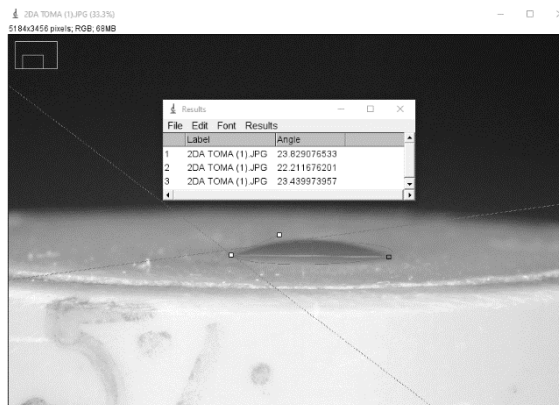 2DA TOMA (1).JPG (33.3%)
5184x3456 pixels; RGB; 68MB
Results
File Edit Font Results
Label Angle
1 2DA TOMA (1).JPG 23.829076533
2 2DA TOMA (1).JPG 22.211676201
3 2DA TOMA (1).JPG 23.439973957